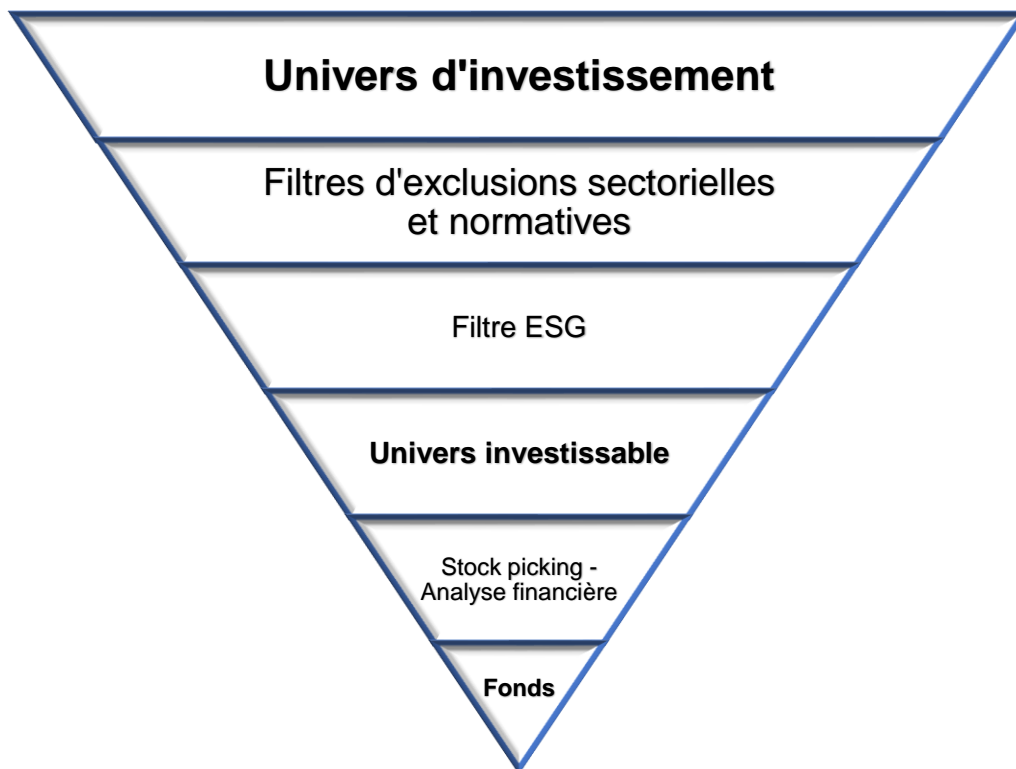 Univers d'investissement
Filtres d'exclusions sectorielles
et normatives
Filtre ESG
Univers investissable
Stock picking -
Analyse financière
Fonds